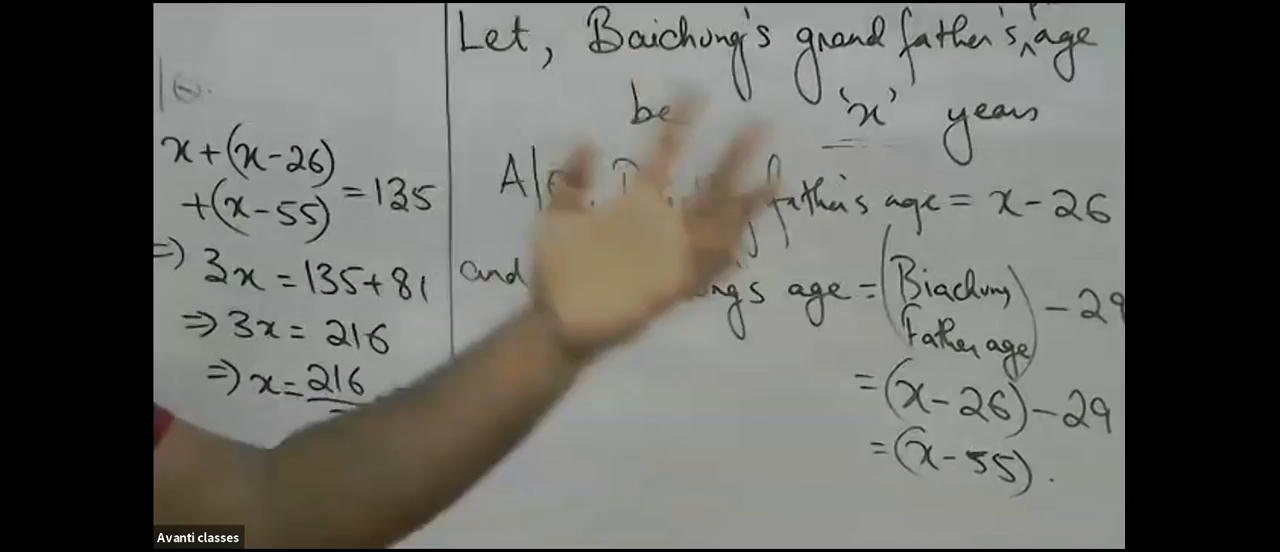 16.
x+(x-26)
+(x-55) =135
=> 3x = 135+81
=> 3x = 216
=> x = 216
Let, Baichung's grand father's, age
be 'x' years
father's age = x-26
and age = (Biachung Father age) - 29
= (x-26) - 29
= (x-55).
Avanti classes